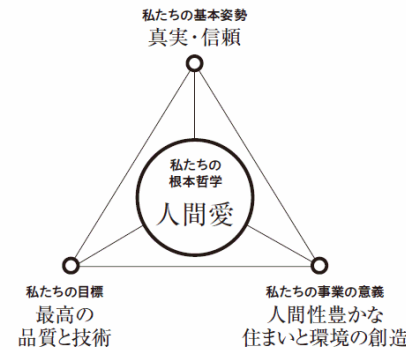 私たちの基本姿勢
真実・信頼
私たちの
根本哲学
人間愛
私たちの目標
最高の
品質と技術
私たちの事業の意義
人間性豊かな
住まいと環境の創造